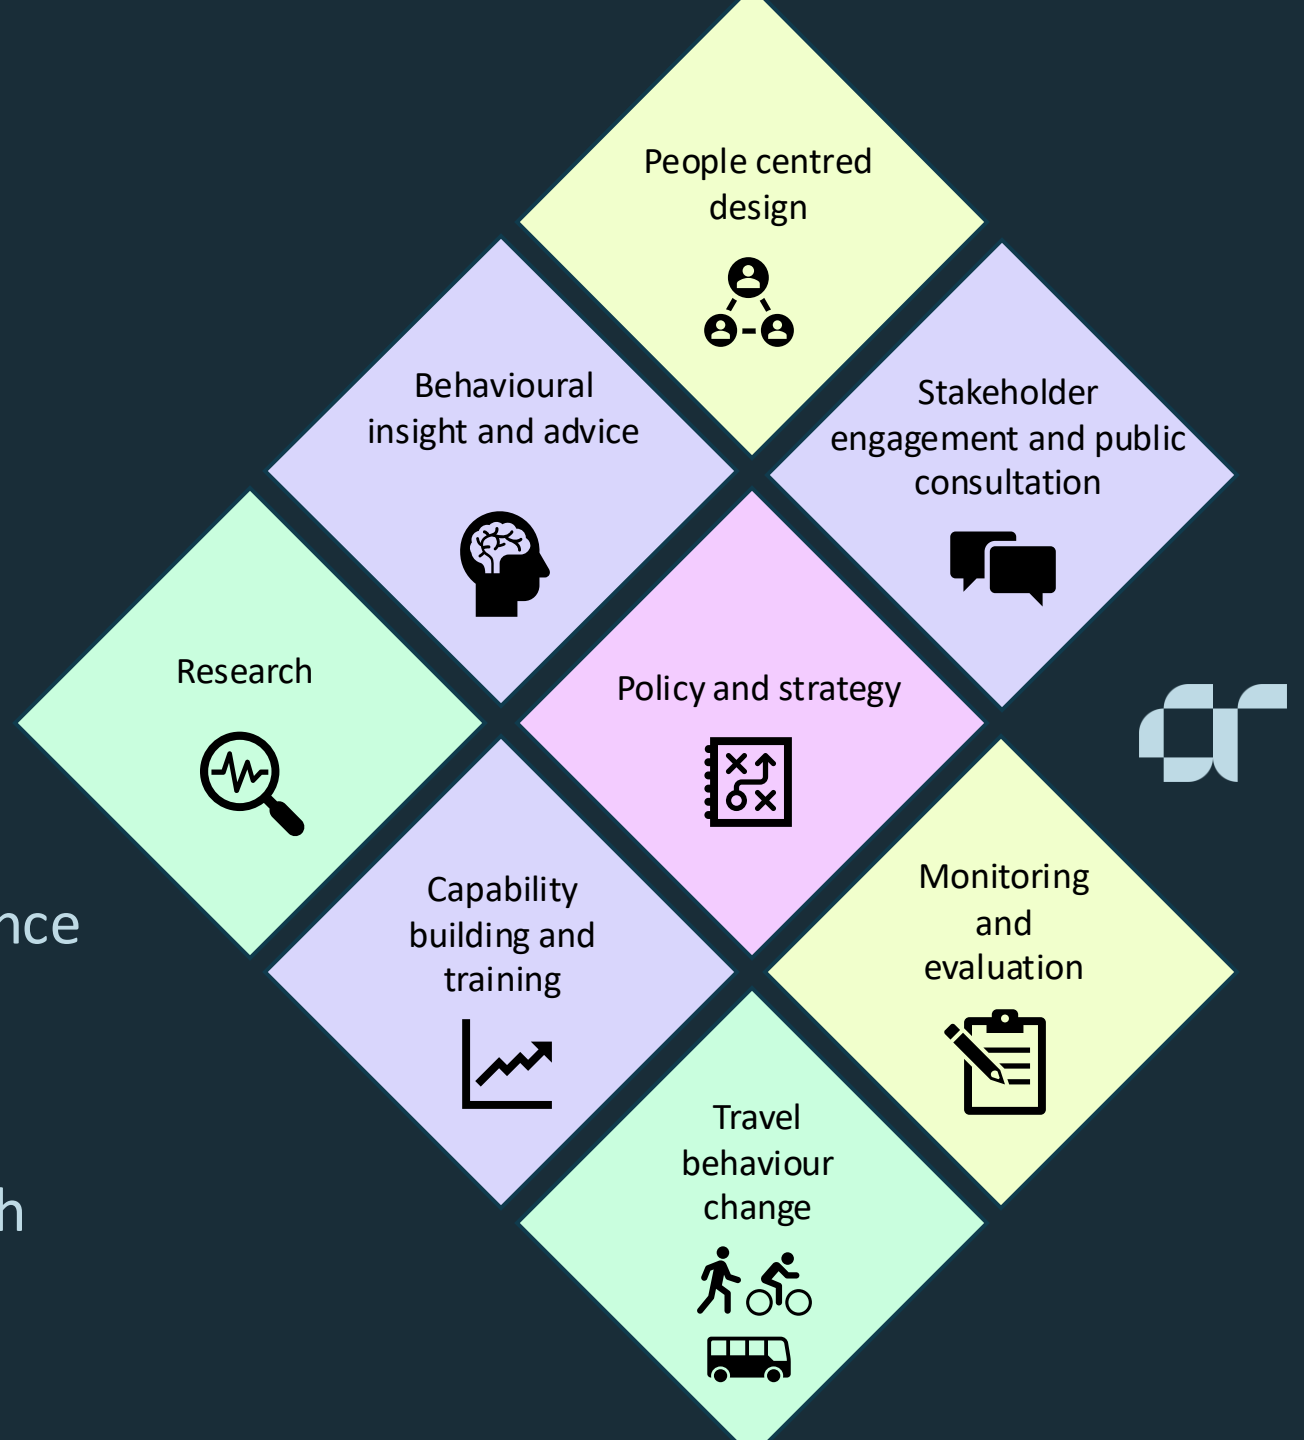 People centred
design
Behavioural
insight and advice
Stakeholder
engagement and public
consultation
Research
Policy and strategy
Capability
building and
training
Monitoring
and
evaluation
Travel
behaviour
change
nce
h